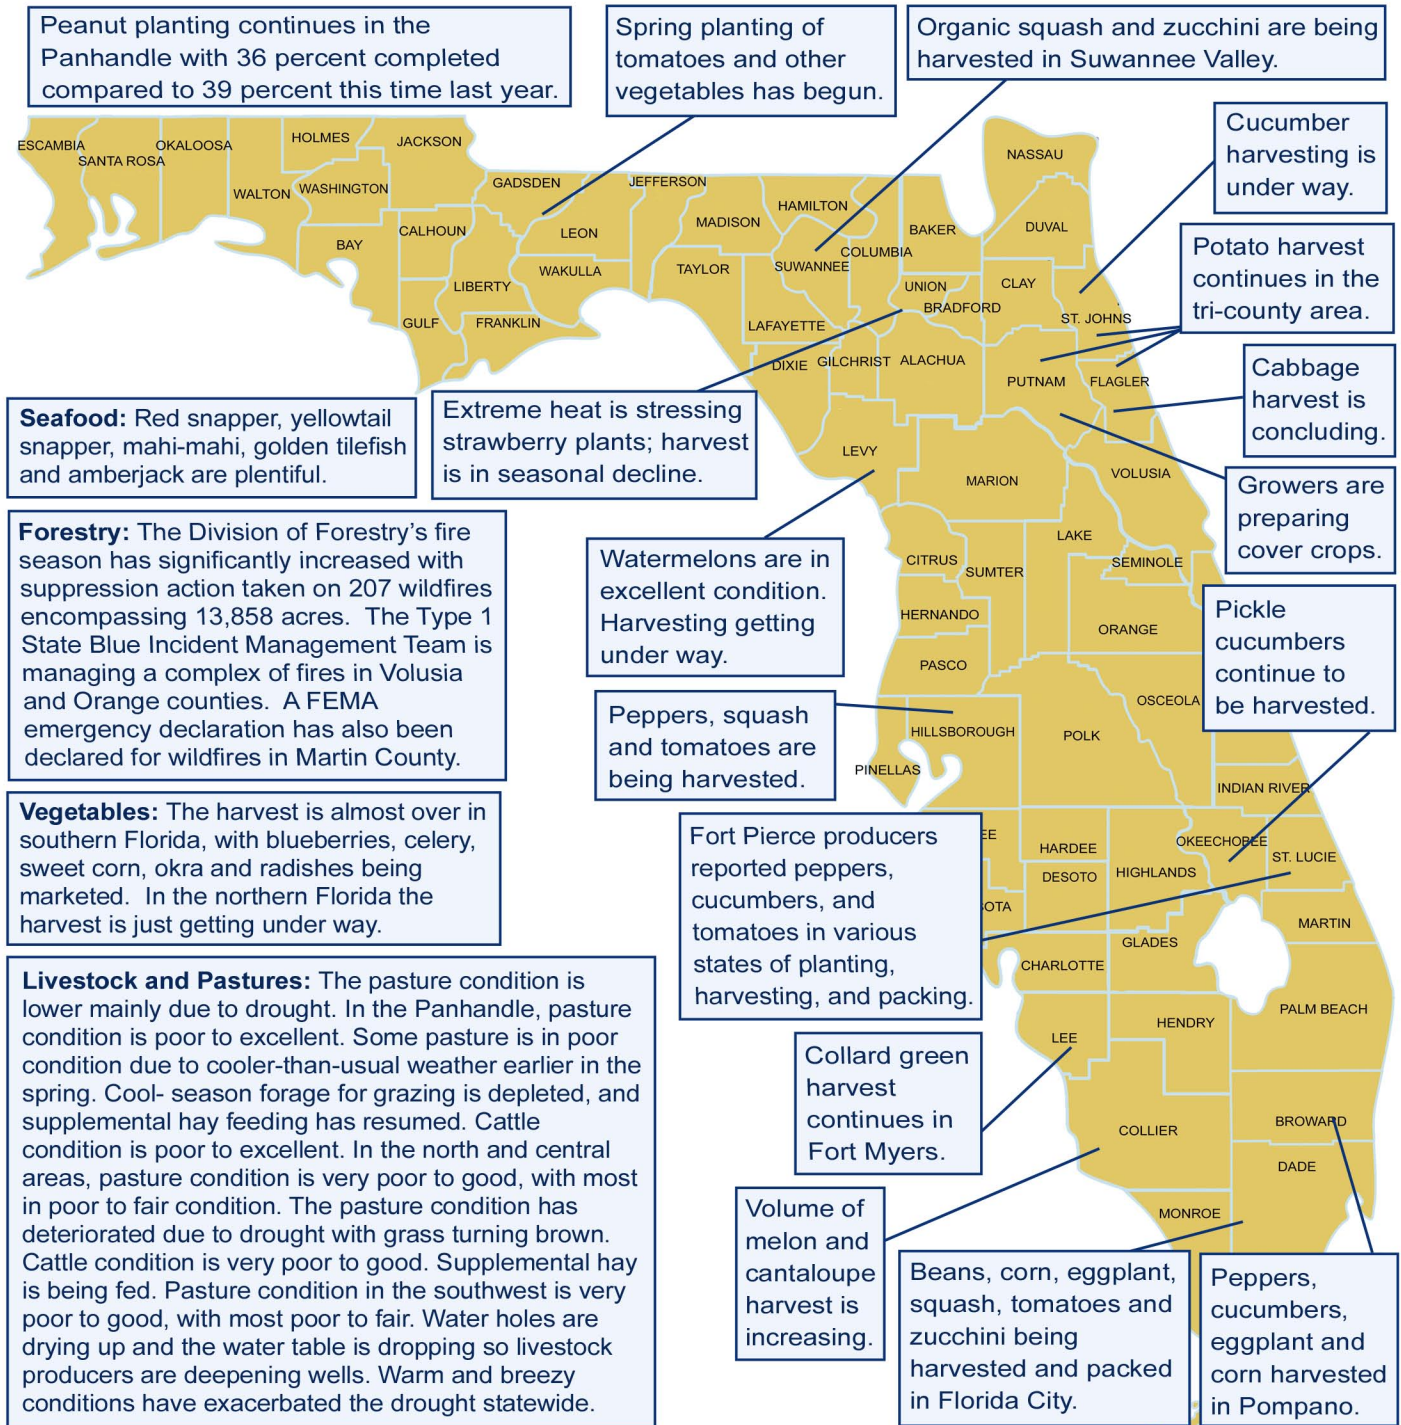 Peanut planting continues in the
Panhandle with 36 percent completed
compared to 39 percent this time last year.
Spring planting of
tomatoes and other
vegetables has begun.
Organic squash and zucchini are being
harvested in Suwannee Valley.
Cucumber
harvesting is
under way.
Potato harvest
continues in the
tri-county area.
Cabbage
harvest is
concluding.
Growers are
preparing
cover crops.
Pickle
cucumbers
continue to
be harvested.
ESCAMBIA
SANTA ROSA
OKALOOSA
WALTON
HOLMES
WASHINGTON
JACKSON
BAY
CALHOUN
GULF
LIBERTY
FRANKLIN
GADSDEN
LEON
WAKULLA
JEFFERSON
MADISON
TAYLOR
HAMILTON
SUWANNEE
LAFAYETTE
DIXIE
COLUMBIA
GILCHRIST
BAKER
UNION
BRADFORD
ALACHUA
NASSAU
DUVAL
CLAY
ST. JOHNS
PUTNAM
FLAGLER
LEVY
MARION
VOLUSIA
CITRUS
SUMTER
LAKE
SEMINOLE
HERNANDO
ORANGE
PASCO
OSCEOLA
HILLSBOROUGH
POLK
PINELLAS
INDIAN RIVER
EE
HARDEE
OKEECHOBEE
ST. LUCIE
DESOTO
HIGHLANDS
OTA
MARTIN
GLADES
CHARLOTTE
PALM BEACH
LEE
HENDRY
COLLIER
BROWARD
DADE
MONROE
Seafood: Red snapper, yellowtail
snapper, mahi-mahi, golden tilefish
and amberjack are plentiful.
Extreme heat is stressing
strawberry plants; harvest
is in seasonal decline.
Forestry: The Division of Forestry's fire
season has significantly increased with
suppression action taken on 207 wildfires
encompassing 13,858 acres.  The Type 1
State Blue Incident Management Team is
managing a complex of fires in Volusia
and Orange counties.  A FEMA
emergency declaration has also been
declared for wildfires in Martin County.
Watermelons are in
excellent condition.
Harvesting getting
under way.
Peppers, squash
and tomatoes are
being harvested.
Vegetables: The harvest is almost over in
southern Florida, with blueberries, celery,
sweet corn, okra and radishes being
marketed.  In the northern Florida the
harvest is just getting under way.
Fort Pierce producers
reported peppers,
cucumbers, and
tomatoes in various
states of planting,
harvesting, and packing.
Livestock and Pastures: The pasture condition is
lower mainly due to drought. In the Panhandle, pasture
condition is poor to excellent. Some pasture is in poor
condition due to cooler-than-usual weather earlier in the
spring. Cool- season forage for grazing is depleted, and
supplemental hay feeding has resumed. Cattle
condition is poor to excellent. In the north and central
areas, pasture condition is very poor to good, with most
in poor to fair condition. The pasture condition has
deteriorated due to drought with grass turning brown.
Cattle condition is very poor to good. Supplemental hay
is being fed. Pasture condition in the southwest is very
poor to good, with most poor to fair. Water holes are
drying up and the water table is dropping so livestock
producers are deepening wells. Warm and breezy
conditions have exacerbated the drought statewide.
Collard green
harvest
continues in
Fort Myers.
Volume of
melon and
cantaloupe
harvest is
increasing.
Beans, corn, eggplant,
squash, tomatoes and
zucchini being
harvested and packed
in Florida City.
Peppers,
cucumbers,
eggplant and
corn harvested
in Pompano.